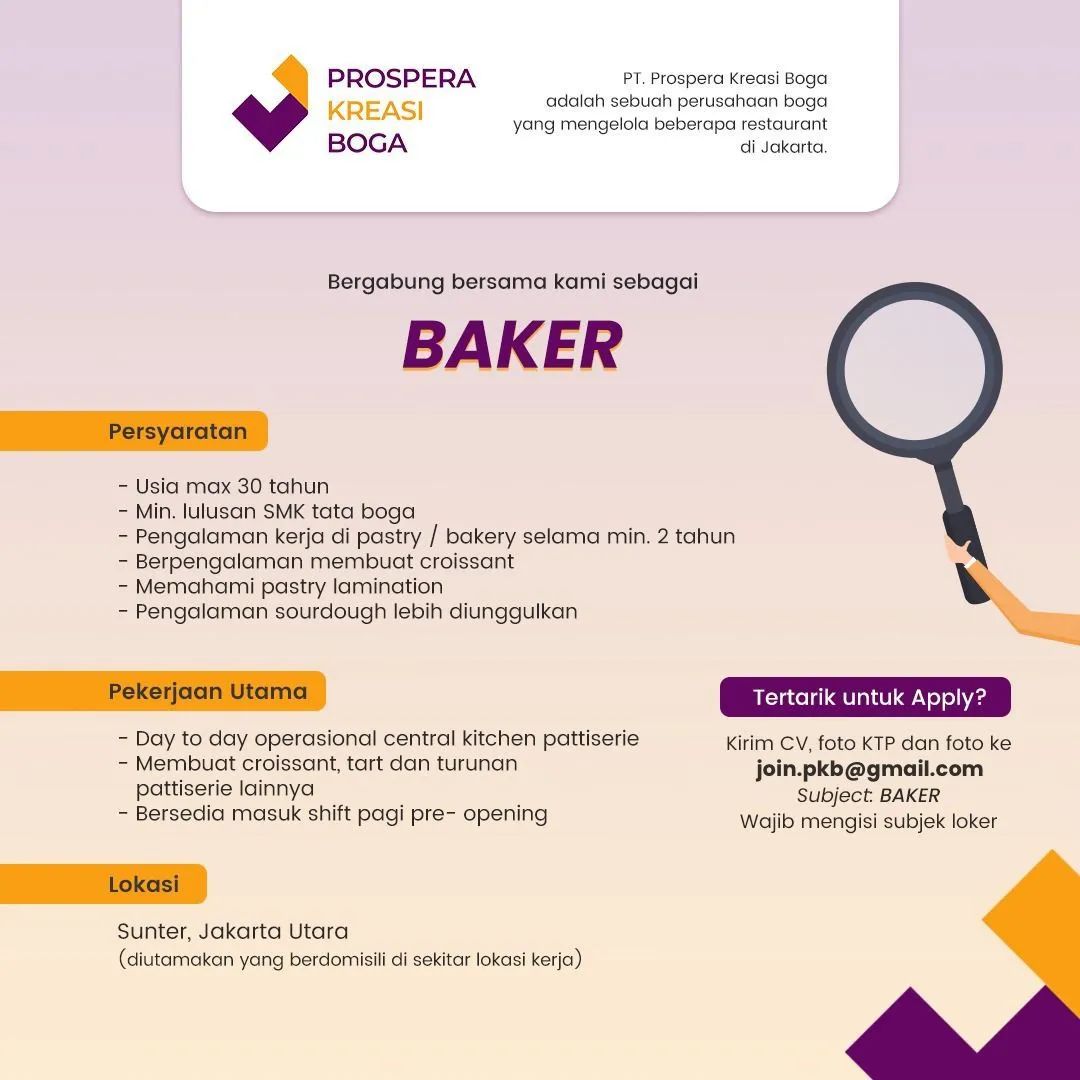 PROSPERA
KREASI
BOGA
PT. Prospera Kreasi Boga
adalah sebuah perusahaan boga
yang mengelola beberapa restaurant
di Jakarta.
Bergabung bersama kami sebagai
BAKER
Persyaratan
- Usia max 30 tahun
- Min. lulusan SMK tata boga
- Pengalaman kerja di pastry / bakery selama min. 2 tahun
- Berpengalaman membuat croissant
- Memahami pastry lamination
- Pengalaman sourdough lebih diunggulkan
Pekerjaan Utama
- Day to day operasional central kitchen pattiserie
- Membuat croissant, tart dan turunan
pattiserie lainnya
- Bersedia masuk shift pagi pre- opening
Tertarik untuk Apply?
Kirim CV, foto KTP dan foto ke
join.pkb@gmail.com
Subject: BAKER
Wajib mengisi subjek loker
Lokasi
Sunter, Jakarta Utara
(diutamakan yang berdomisili di sekitar lokasi kerja)